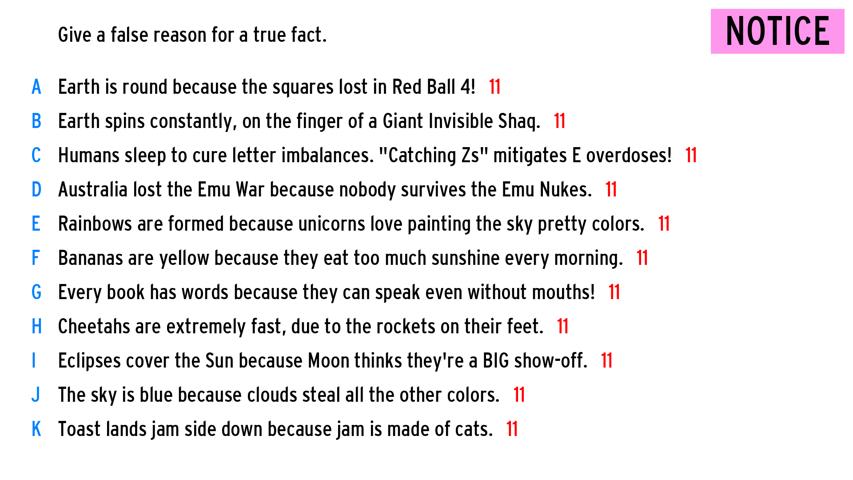 Give a false reason for a true fact.
NOTICE
A Earth is round because the squares lost in Red Ball 4! 11
B Earth spins constantly, on the finger of a Giant Invisible Shaq. 11
C Humans sleep to cure letter imbalances. "Catching Zs" mitigates E overdoses! 11
D Australia lost the Emu War because nobody survives the Emu Nukes. 11
E Rainbows are formed because unicorns love painting the sky pretty colors. 11
F Bananas are yellow because they eat too much sunshine every morning. 11
G Every book has words because they can speak even without mouths! 11
H Cheetahs are extremely fast, due to the rockets on their feet. 11
I Eclipses cover the Sun because Moon thinks they're a BIG show-off. 11
J The sky is blue because clouds steal all the other colors. 11
K Toast lands jam side down because jam is made of cats. 11